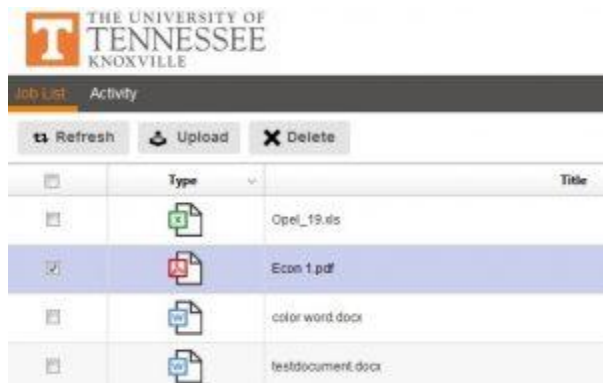 THE UNIVERSITY OF
TENNESSEE
KNOXVILLE
Job List Activity
Refresh Upload Delete
Type Title
Opel_19.xls
Econ 1.pdf
color word.docx
testdocument.docx